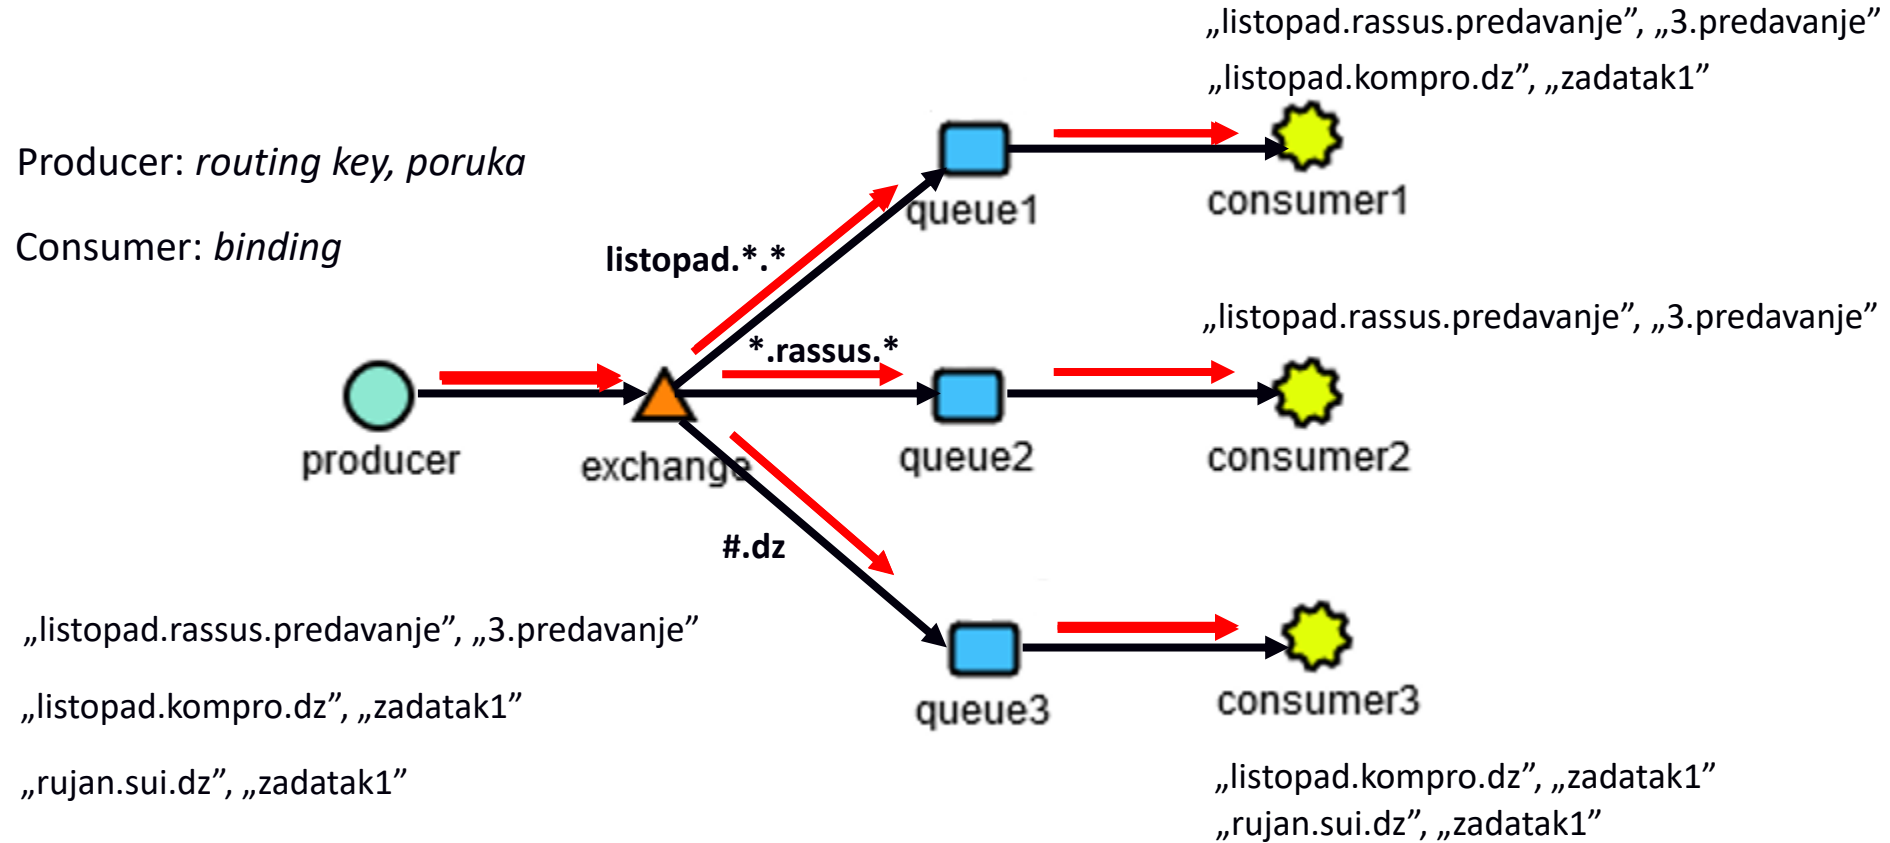 „listopad.rassus.predavanje”, „3.predavanje”
„listopad.kompro.dz”, „zadatak1”
Producer: routing key, poruka
queue1
consumer1
Consumer: binding
listopad.*.*
„listopad.rassus.predavanje”, „3.predavanje”
*.rassus.*
producer
exchange
queue2
consumer2
#.dz
„listopad.rassus.predavanje”, „3.predavanje”
„listopad.kompro.dz”, „zadatak1”
„rujan.sui.dz”, „zadatak1”
queue3
consumer3
„listopad.kompro.dz”, „zadatak1”
„rujan.sui.dz”, „zadatak1”